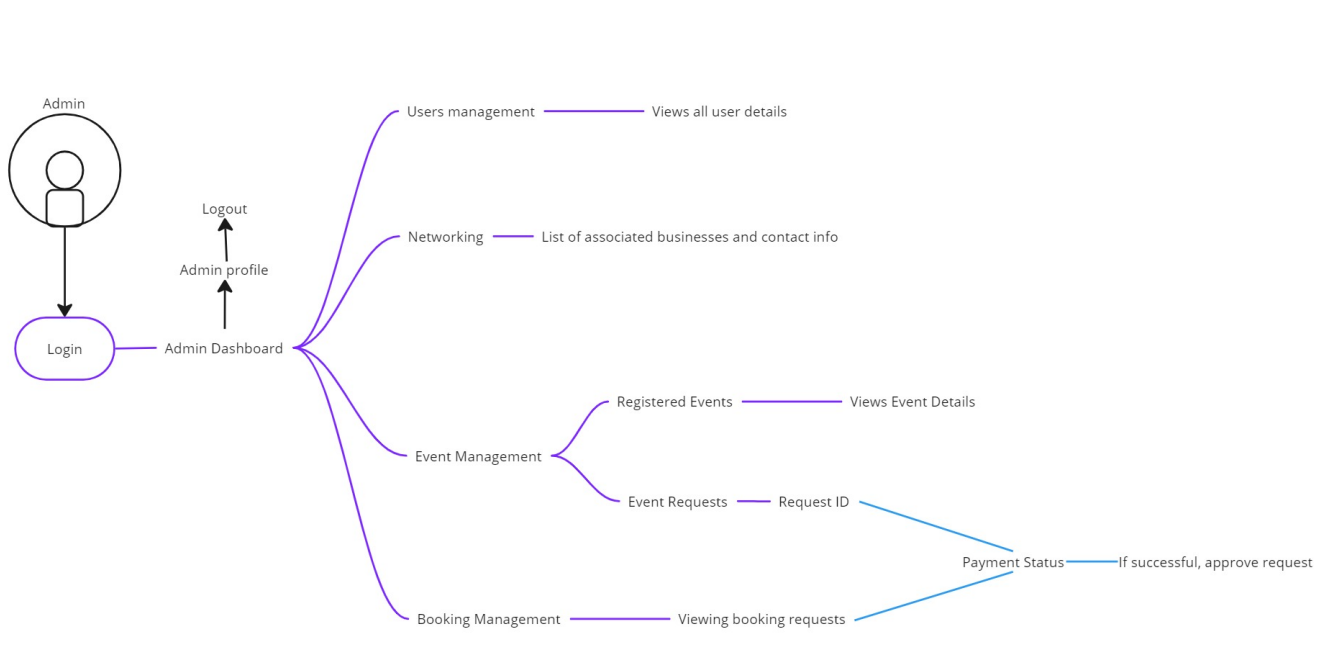 Admin
Users management
Views all user details
Logout
Networking
List of associated businesses and contact info
Admin profile
Login
Admin Dashboard
Registered Events
Views Event Details
Event Management
Event Requests
Request ID
Payment Status
If successful, approve request
Booking Management
Viewing booking requests